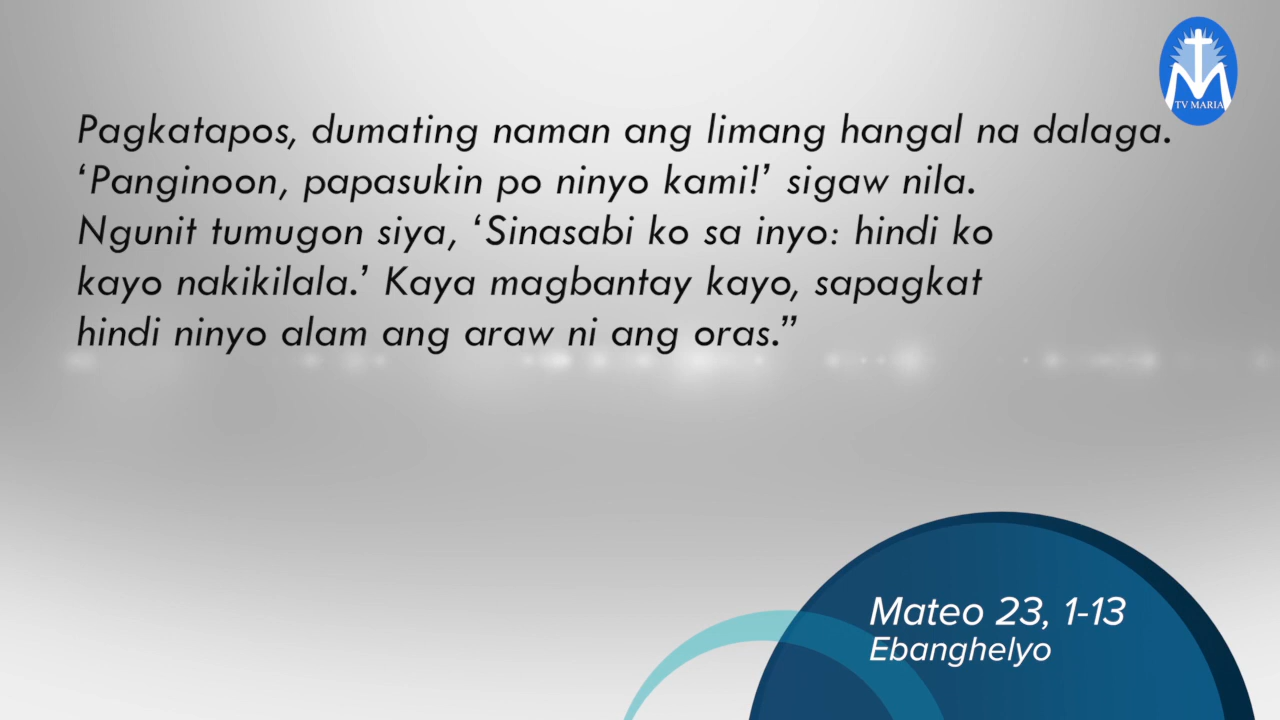 TV MARIA
Pagkatapos, dumating naman ang limang hangal na dalaga.
‘Panginoon, papasukin po ninyo kami!’ sigaw nila.
Ngunit tumugon siya, ‘Sinasabi ko sa inyo: hindi ko
kayo nakikilala.’ Kaya magbantay kayo, sapagkat
hindi ninyo alam ang araw ni ang oras.”
Mateo 23, 1-13
Ebanghelyo